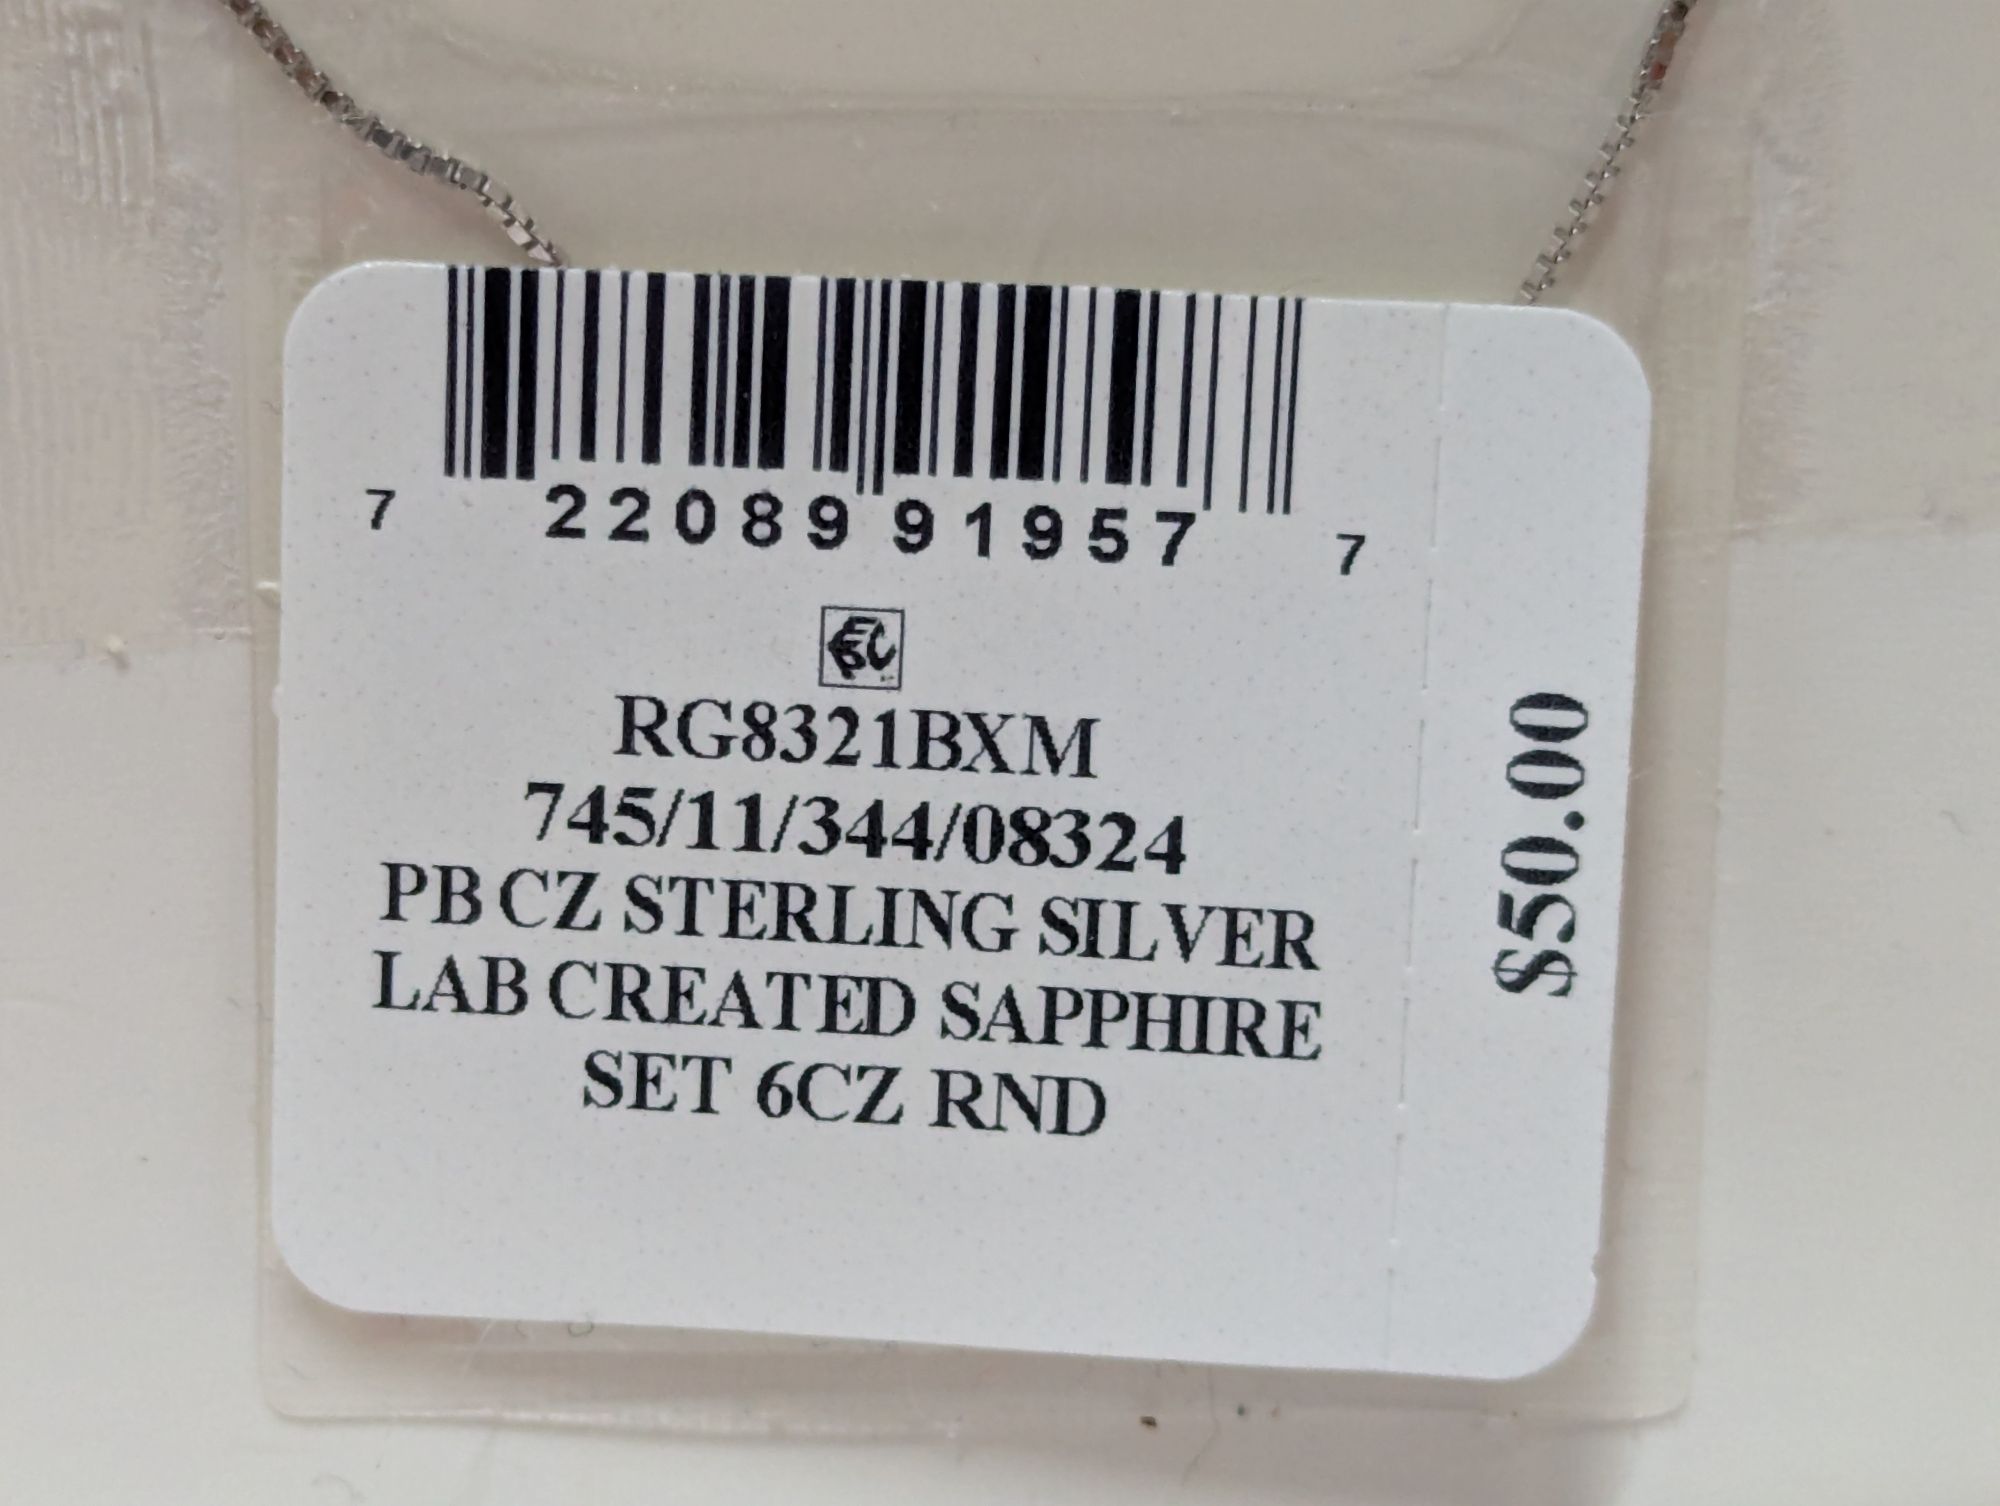 7 22089 91957 7
EC
RG8321BXM
745/11/344/08324
PB CZ STERLING SILVER
LAB CREATED SAPPHIRE
SET 6CZ RND
$50.00